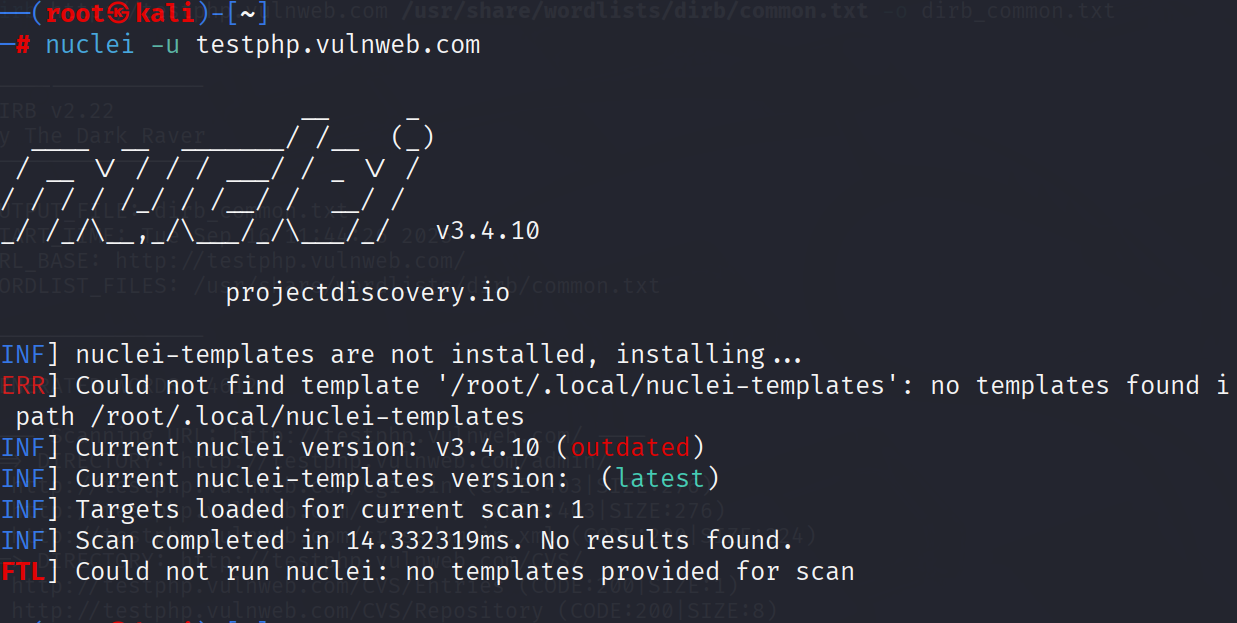 ──(root㉿kali)-[~]
─# nuclei -u testphp.vulnweb.com
v3.4.10
projectdiscovery.io
INF] nuclei-templates are not installed, installing...
ERR] Could not find template '/root/.local/nuclei-templates': no templates found i
path /root/.local/nuclei-templates
INF] Current nuclei version: v3.4.10 (outdated)
INF] Current nuclei-templates version:  (latest)
INF] Targets loaded for current scan: 1
INF] Scan completed in 14.332319ms. No results found.
FTL] Could not run nuclei: no templates provided for scan